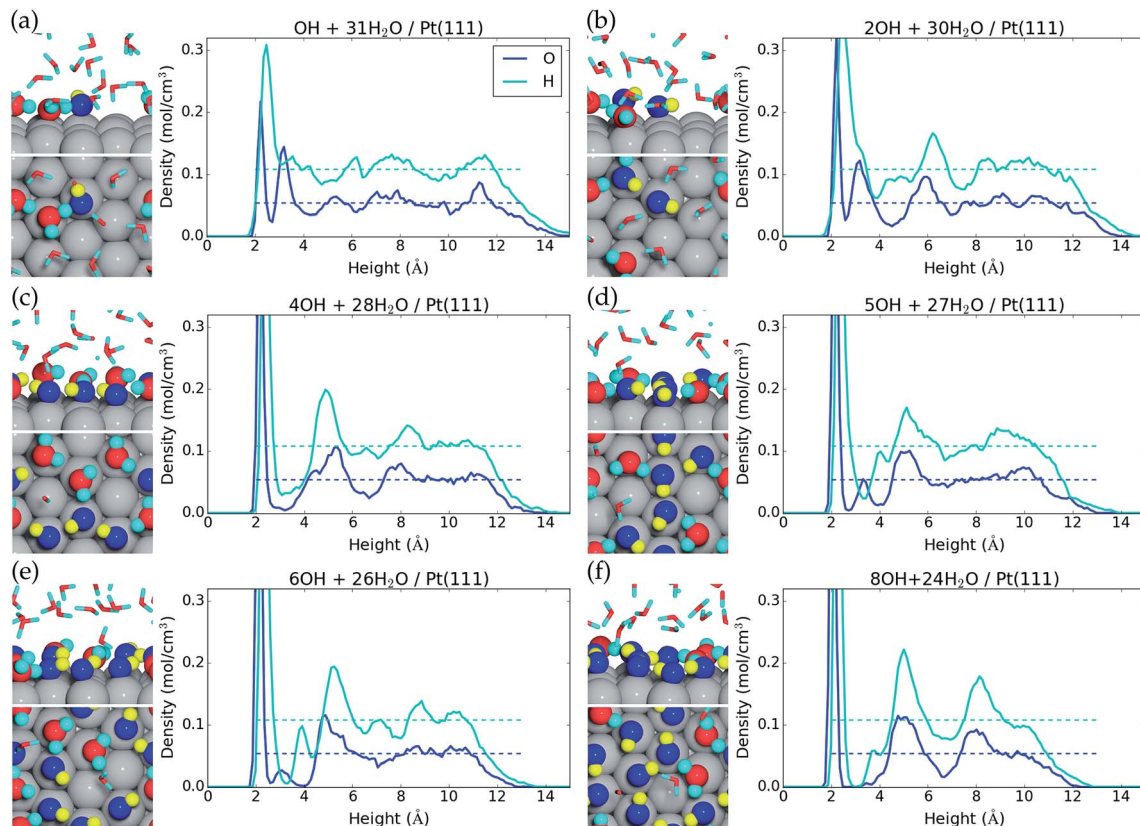 (a)
OH + 31H₂O / Pt(111)
Density (mol/cm³)
0.3
0.2
0.1
0.0
O
H
0 2 4 6 8 10 12 14
Height (Å)
(b)
2OH + 30H₂O / Pt(111)
Density (mol/cm³)
0.3
0.2
0.1
0.0
0 2 4 6 8 10 12 14
Height (Å)
(c)
4OH + 28H₂O / Pt(111)
Density (mol/cm³)
0.3
0.2
0.1
0.0
0 2 4 6 8 10 12 14
Height (Å)
(d)
5OH + 27H₂O / Pt(111)
Density (mol/cm³)
0.3
0.2
0.1
0.0
0 2 4 6 8 10 12 14
Height (Å)
(e)
6OH + 26H₂O / Pt(111)
Density (mol/cm³)
0.3
0.2
0.1
0.0
0 2 4 6 8 10 12 14
Height (Å)
(f)
8OH+24H₂O / Pt(111)
Density (mol/cm³)
0.3
0.2
0.1
0.0
0 2 4 6 8 10 12 14
Height (Å)